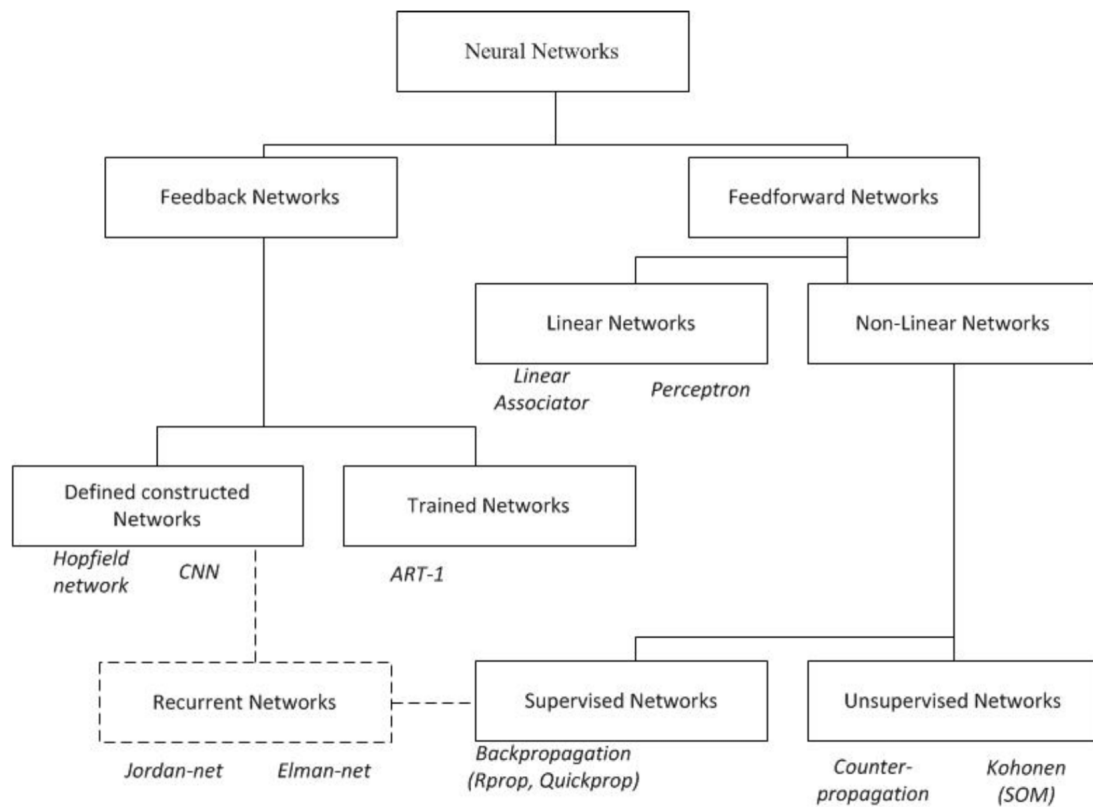 Neural Networks
Feedback Networks
Feedforward Networks
Linear Networks
Non-Linear Networks
Linear
Associator
Perceptron
Defined constructed
Networks
Trained Networks
Hopfield
network
CNN
ART-1
Recurrent Networks
Supervised Networks
Unsupervised Networks
Jordan-net
Elman-net
Backpropagation
(Rprop, Quickprop)
Counter-
propagation
Kohonen
(SOM)